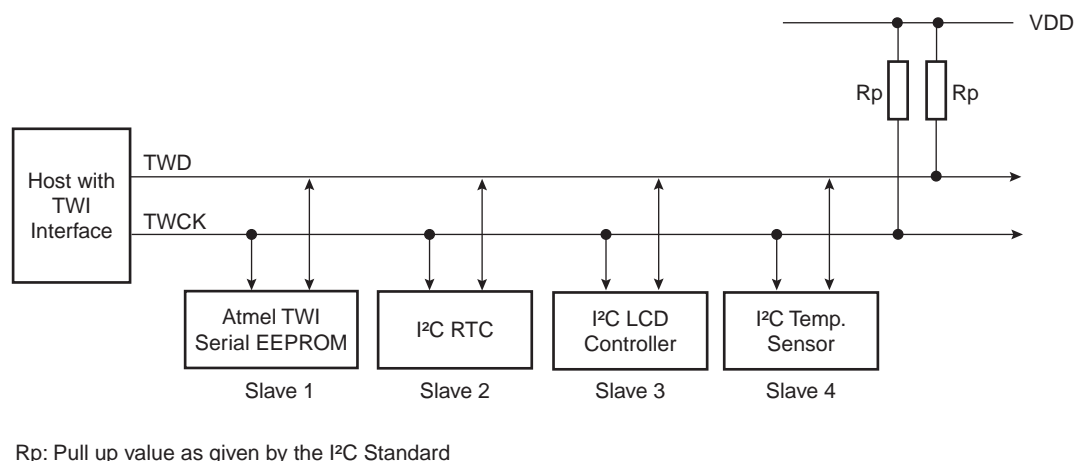 VDD
Rp
Rp
Host with
TWI
Interface
TWD
TWCK
Atmel TWI
Serial EEPROM
Slave 1
I²C RTC
Slave 2
I²C LCD
Controller
Slave 3
I²C Temp.
Sensor
Slave 4
Rp: Pull up value as given by the I²C Standard